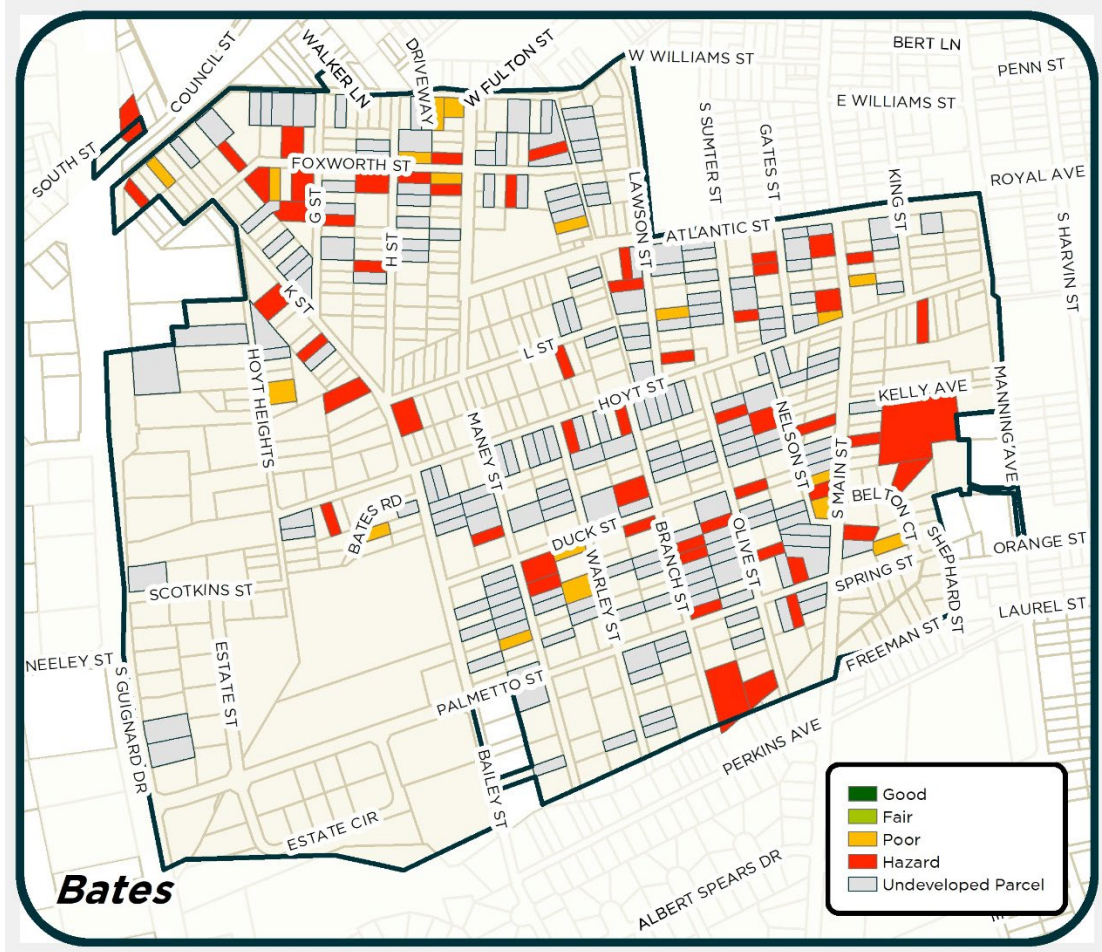 COUNCIL ST
WALKER LN
DRIVEWAY
W FULTON ST
W WILLIAMS ST
BERT LN
PENN ST
E WILLIAMS ST
S SUMTER ST
GATES ST
SOUTH ST
FOXWORTH ST
KING ST
ROYAL AVE
LAWSON ST
G ST
H ST
ATLANTIC ST
S HARVIN ST
K ST
L ST
HOYT HEIGHTS
HOYT ST
KELLY AVE
MANNING AVE
MANEY ST
NELSON ST
S MAIN ST
BATES RD
BELTON CT
DUCK ST
BRANCH ST
OLIVE ST
SHEPHARD ST
ORANGE ST
WARLEY ST
SPRING ST
SCOTKINS ST
LAUREL ST
NEELEY ST
ESTATE ST
FREEMAN ST
S GUIGNARD DR
PALMETTO ST
BAILEY ST
PERKINS AVE
ESTATE CIR
ALBERT SPEARS DR
Good
Fair
Poor
Hazard
Undeveloped Parcel
Bates